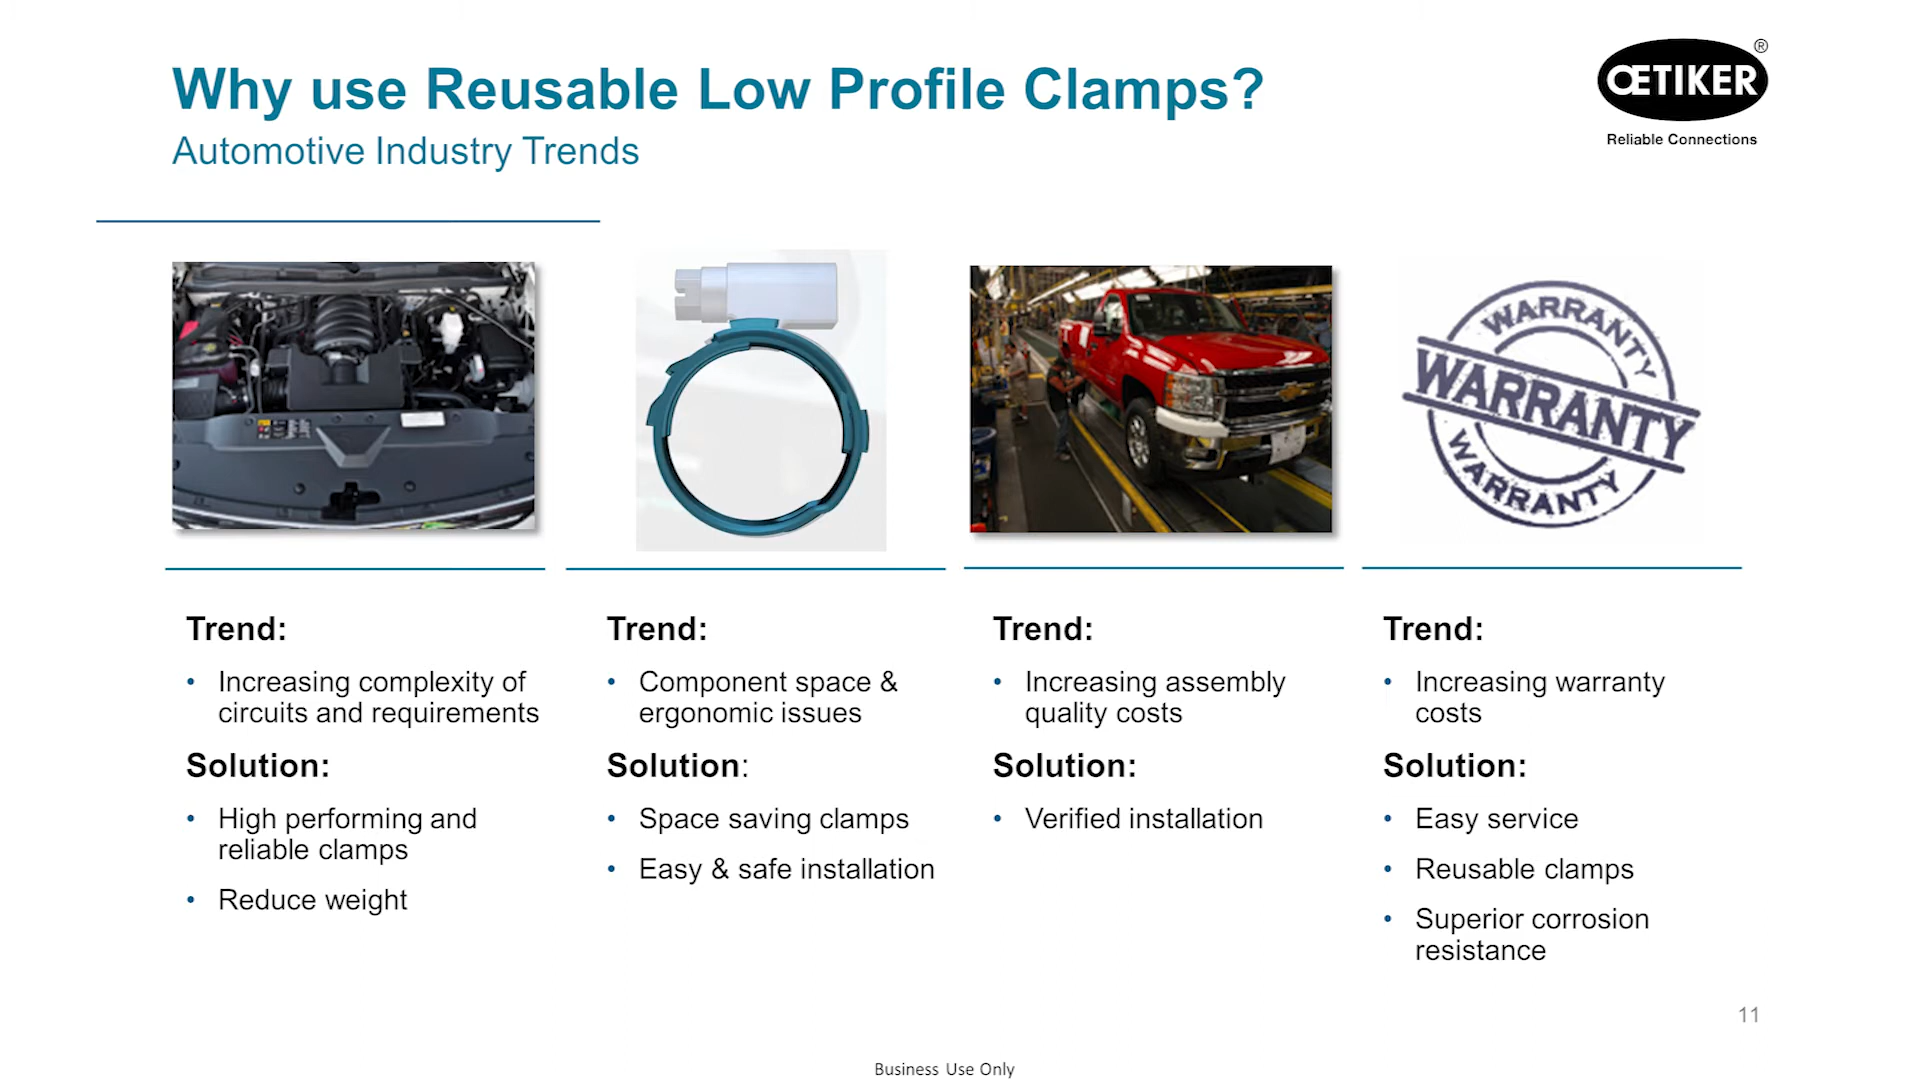 Why use Reusable Low Profile Clamps?
Automotive Industry Trends
ŒTIKER®
Reliable Connections
WARRANTY
WARRANTY
WARRANTY
Trend:
• Increasing complexity of
circuits and requirements
Solution:
• High performing and
reliable clamps
• Reduce weight
Trend:
• Component space &
ergonomic issues
Solution:
• Space saving clamps
• Easy & safe installation
Trend:
• Increasing assembly
quality costs
Solution:
• Verified installation
Trend:
• Increasing warranty
costs
Solution:
• Easy service
• Reusable clamps
• Superior corrosion
resistance
11
Business Use Only